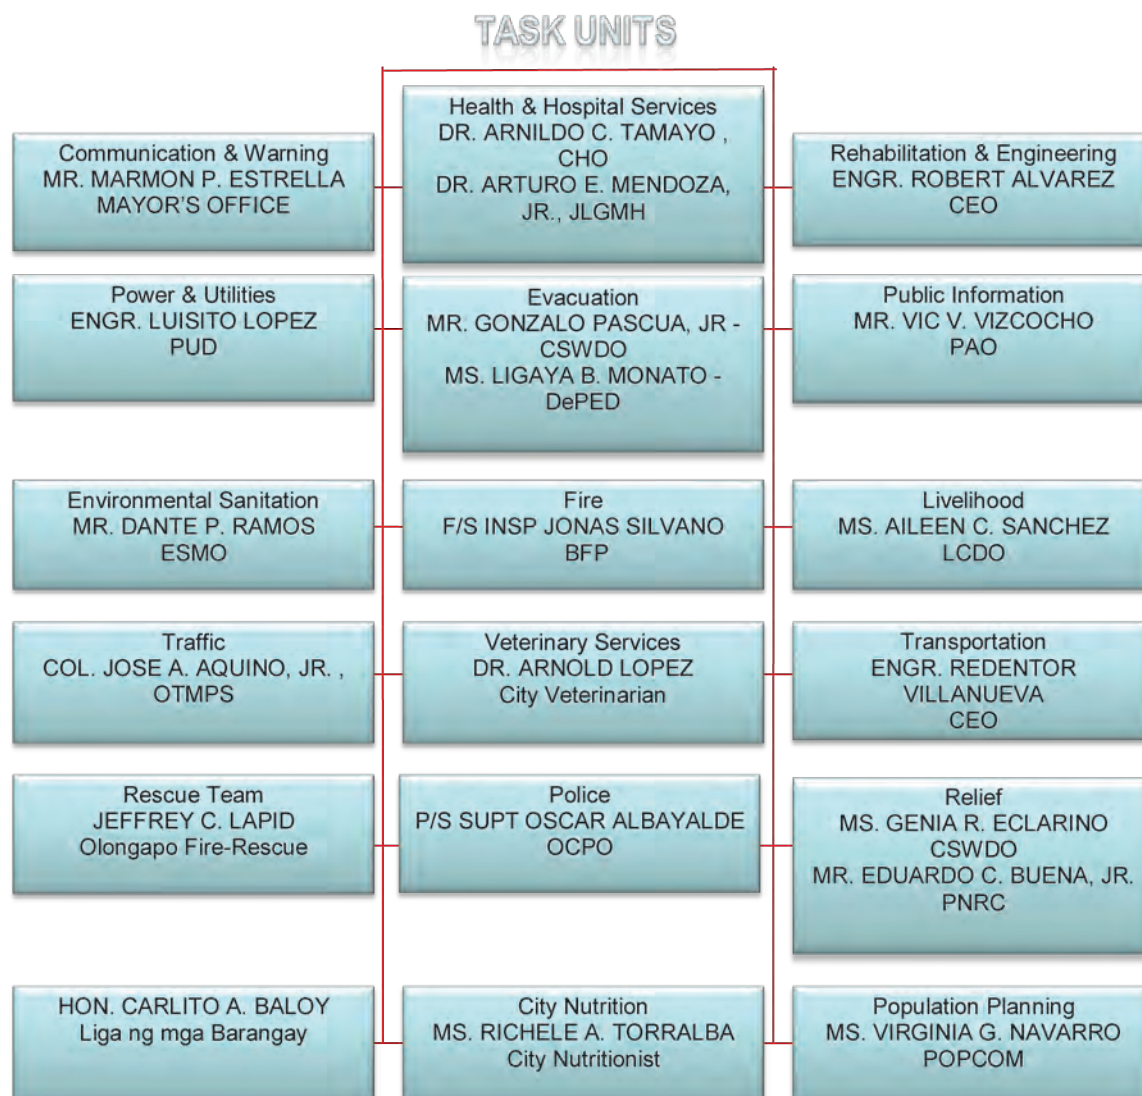 TASK UNITS
Communication & Warning
MR. MARMON P. ESTRELLA
MAYOR'S OFFICE
Health & Hospital Services
DR. ARNILDO C. TAMAYO ,
CHO
DR. ARTURO E. MENDOZA,
JR., JLGMH
Rehabilitation & Engineering
ENGR. ROBERT ALVAREZ
CEO
Power & Utilities
ENGR. LUISITO LOPEZ
PUD
Evacuation
MR. GONZALO PASCUA, JR -
CSWDO
MS. LIGAYA B. MONATO -
DePED
Public Information
MR. VIC V. VIZCOCHO
PAO
Environmental Sanitation
MR. DANTE P. RAMOS
ESMO
Fire
F/S INSP JONAS SILVANO
BFP
Livelihood
MS. AILEEN C. SANCHEZ
LCDO
Traffic
COL. JOSE A. AQUINO, JR. ,
OTMPS
Veterinary Services
DR. ARNOLD LOPEZ
City Veterinarian
Transportation
ENGR. REDENTOR
VILLANUEVA
CEO
Rescue Team
JEFFREY C. LAPID
Olongapo Fire-Rescue
Police
P/S SUPT OSCAR ALBAYALDE
OCPO
Relief
MS. GENIA R. ECLARINO
CSWDO
MR. EDUARDO C. BUENA, JR.
PNRC
HON. CARLITO A. BALOY
Liga ng mga Barangay
City Nutrition
MS. RICHELE A. TORRALBA
City Nutritionist
Population Planning
MS. VIRGINIA G. NAVARRO
POPCOM